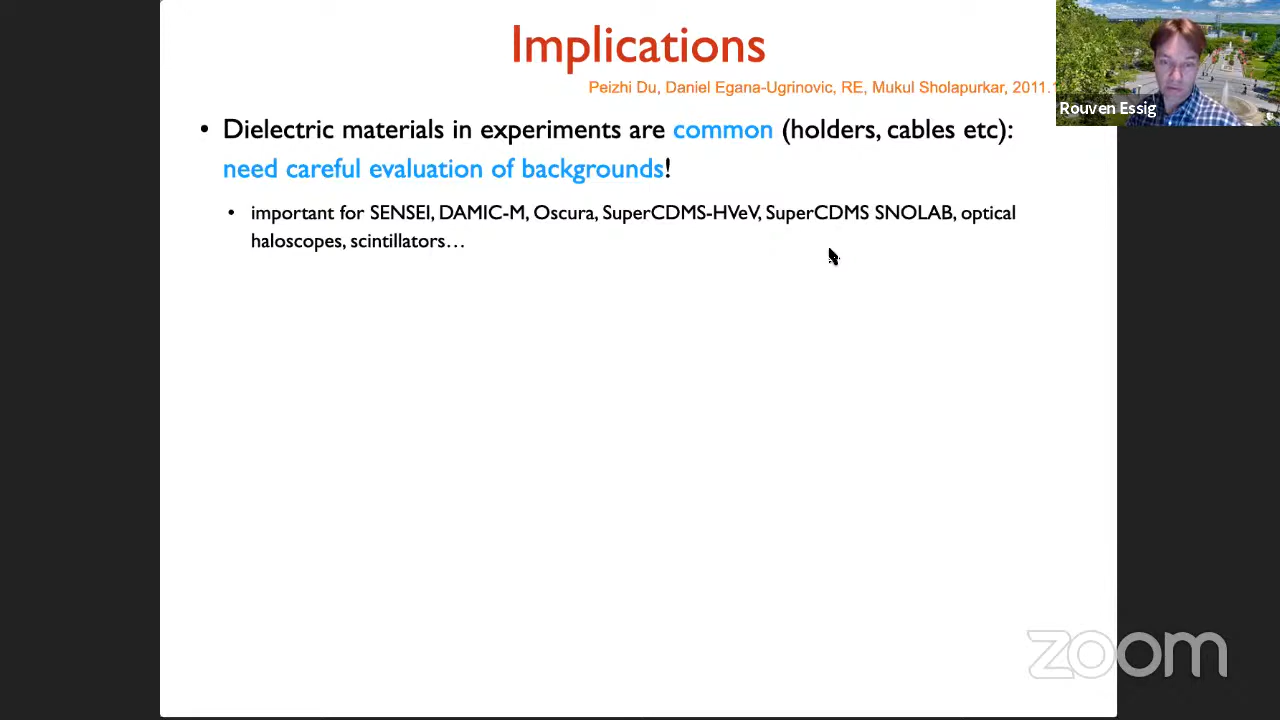 Implications
Peizhi Du, Daniel Egana-Ugrinovic, RE, Mukul Sholapurkar, 2011.
Rouven Essig
• Dielectric materials in experiments are common (holders, cables etc):
need careful evaluation of backgrounds!
• important for SENSEI, DAMIC-M, Oscura, SuperCDMS-HVeV, SuperCDMS SNOLAB, optical
haloscopes, scintillators…
zoom